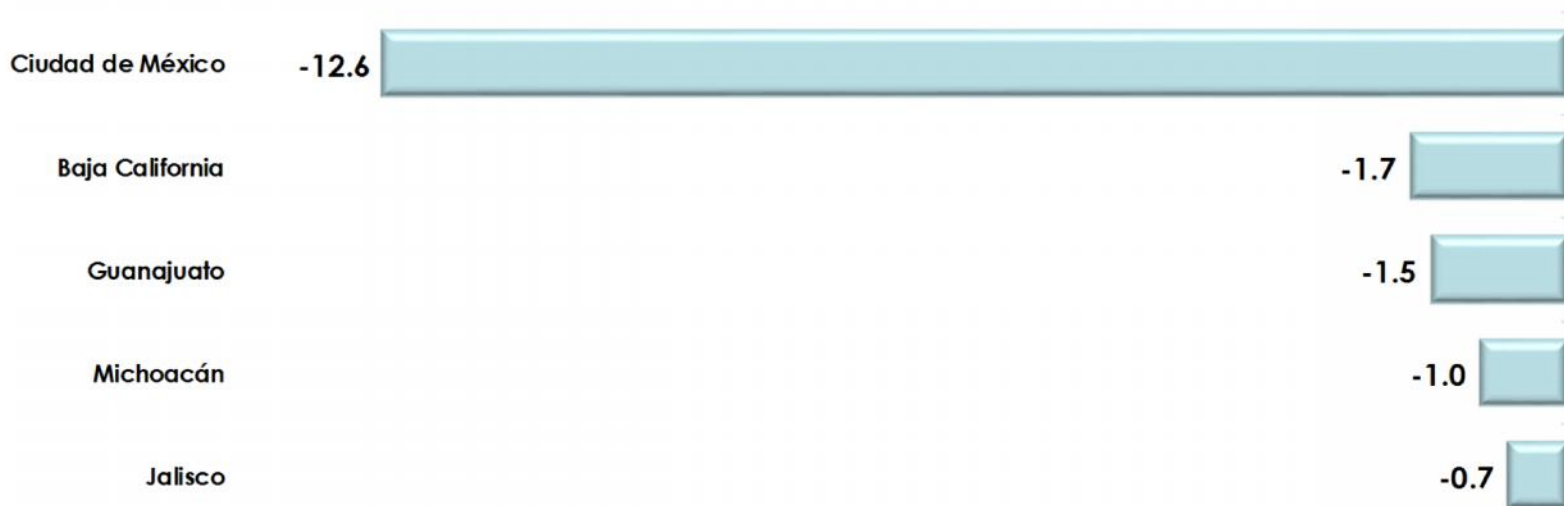 Ciudad de México -12.6
Baja California -1.7
Guanajuato -1.5
Michoacán -1.0
Jalisco -0.7